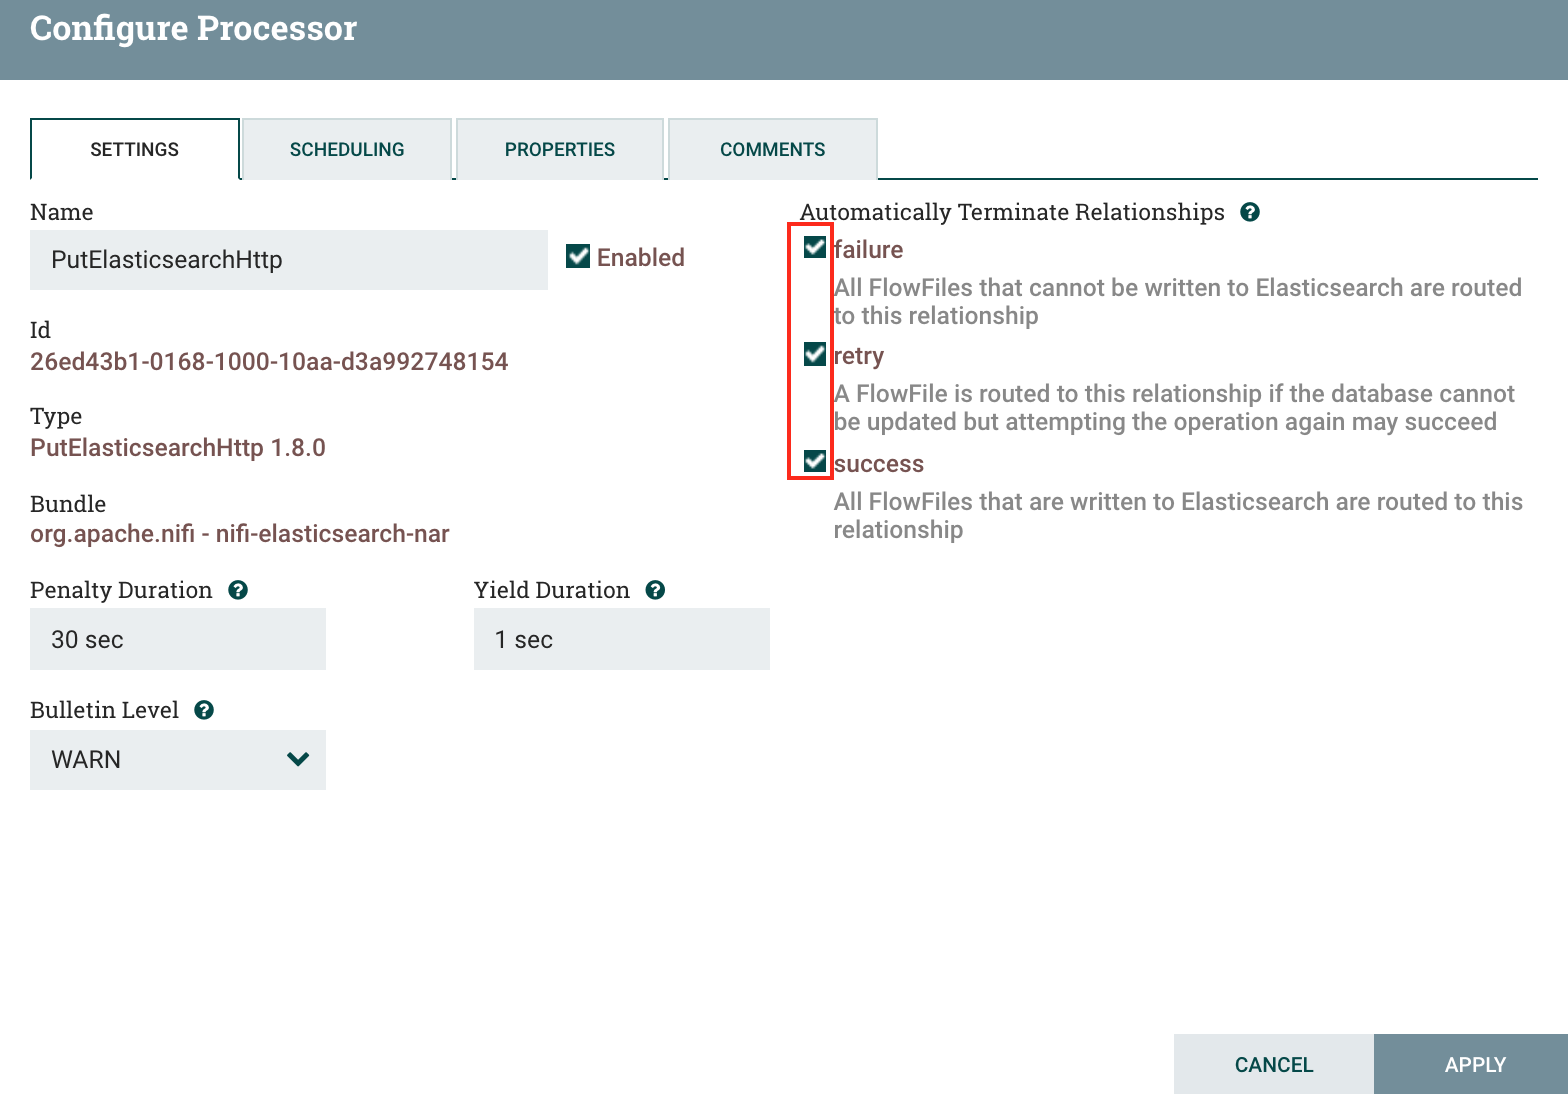 Configure Processor
SETTINGS
SCHEDULING
PROPERTIES
COMMENTS
Name
PutElasticsearchHttp
Enabled
Id
26ed43b1-0168-1000-10aa-d3a992748154
Type
PutElasticsearchHttp 1.8.0
Bundle
org.apache.nifi - nifi-elasticsearch-nar
Penalty Duration
30 sec
Yield Duration
1 sec
Bulletin Level
WARN
Automatically Terminate Relationships
failure
All FlowFiles that cannot be written to Elasticsearch are routed
to this relationship
retry
A FlowFile is routed to this relationship if the database cannot
be updated but attempting the operation again may succeed
success
All FlowFiles that are written to Elasticsearch are routed to this
relationship
CANCEL
APPLY